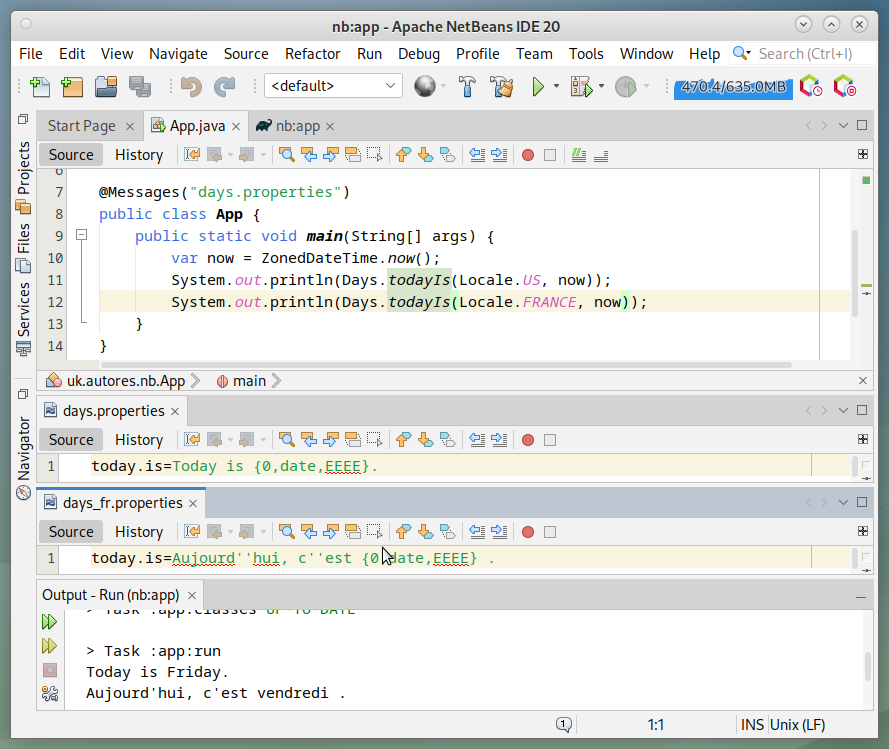 nb:app - Apache NetBeans IDE 20
File Edit View Navigate Source Refactor Run Debug Profile Team Tools Window Help Search (Ctrl+I)
<default> 470.4/635.0MB
Projects
Files
Services
Navigator
Start Page × App.java × nb:app ×
Source History
6
7 @Messages("days.properties")
8 public class App {
9 public static void main(String[] args) {
10 var now = ZonedDateTime.now();
11 System.out.println(Days.todayIs(Locale.US, now));
12 System.out.println(Days.todayIs(Locale.FRANCE, now));
13 }
14 }
uk.autores.nb.App main
days.properties ×
Source History
1 today.is=Today is {0,date,EEEE}.
days_fr.properties ×
Source History
1 today.is=Aujourd''hui, c''est {0,date,EEEE} .
Output - Run (nb:app) ×
> Task :app:classes UP-TO-DATE
> Task :app:run
Today is Friday.
Aujourd'hui, c'est vendredi .
1 1:1 INS Unix (LF)